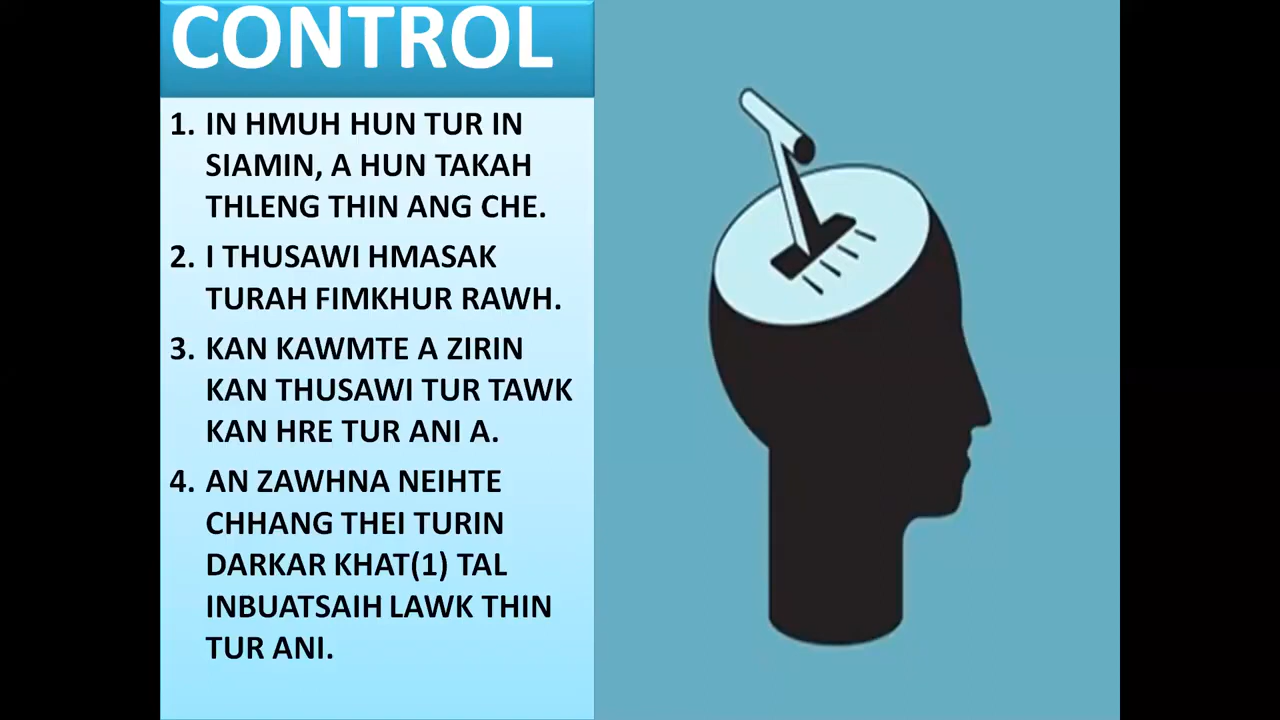 CONTROL
1. IN HMUH HUN TUR IN
SIAMIN, A HUN TAKAH
THLENG THIN ANG CHE.
2. I THUSAWI HMASAK
TURAH FIMKHUR RAWH.
3. KAN KAWMTE A ZIRIN
KAN THUSAWI TUR TAWK
KAN HRE TUR ANI A.
4. AN ZAWHNA NEIHTE
CHHANG THEI TURIN
DARKAR KHAT(1) TAL
INBUATSAIH LAWK THIN
TUR ANI.